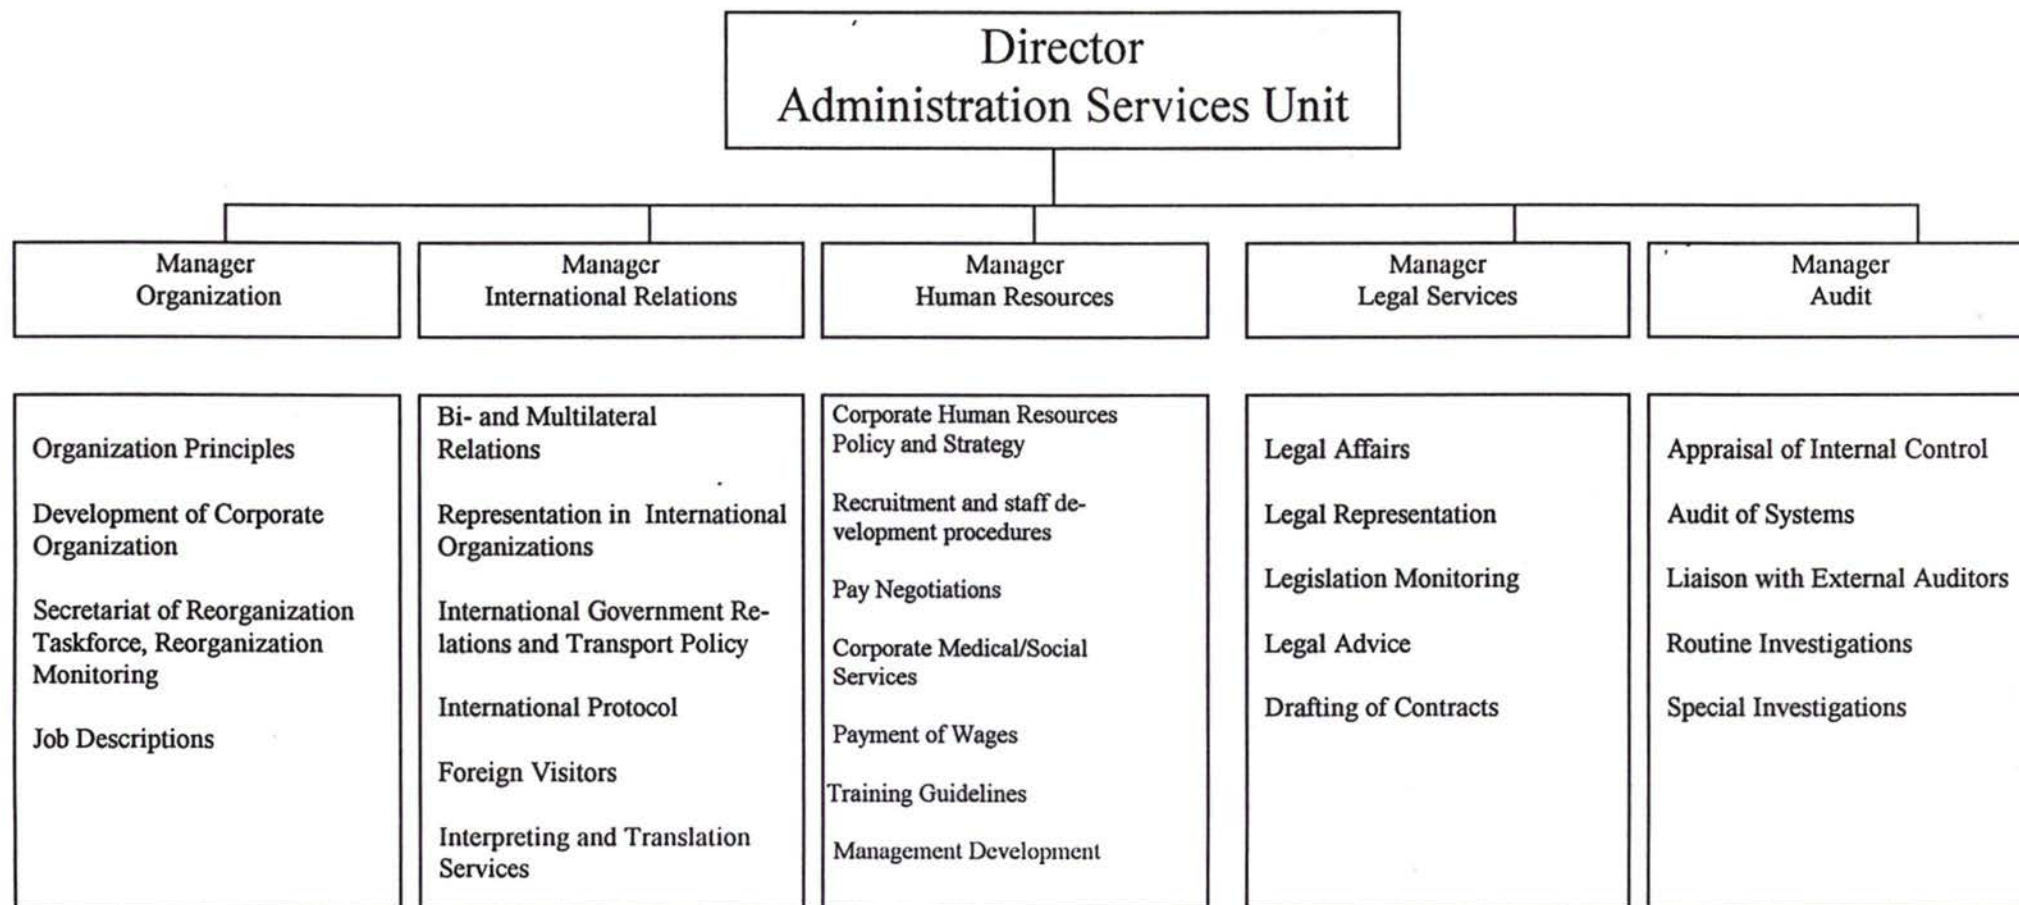 Director
Administration Services Unit
Manager
Organization
Manager
International Relations
Manager
Human Resources
Manager
Legal Services
Manager
Audit
Organization Principles
Development of Corporate
Organization
Secretariat of Reorganization
Taskforce, Reorganization
Monitoring
Job Descriptions
Bi- and Multilateral
Relations
Representation in International
Organizations
International Government Re-
lations and Transport Policy
International Protocol
Foreign Visitors
Interpreting and Translation
Services
Corporate Human Resources
Policy and Strategy
Recruitment and staff de-
velopment procedures
Pay Negotiations
Corporate Medical/Social
Services
Payment of Wages
Training Guidelines
Management Development
Legal Affairs
Legal Representation
Legislation Monitoring
Legal Advice
Drafting of Contracts
Appraisal of Internal Control
Audit of Systems
Liaison with External Auditors
Routine Investigations
Special Investigations